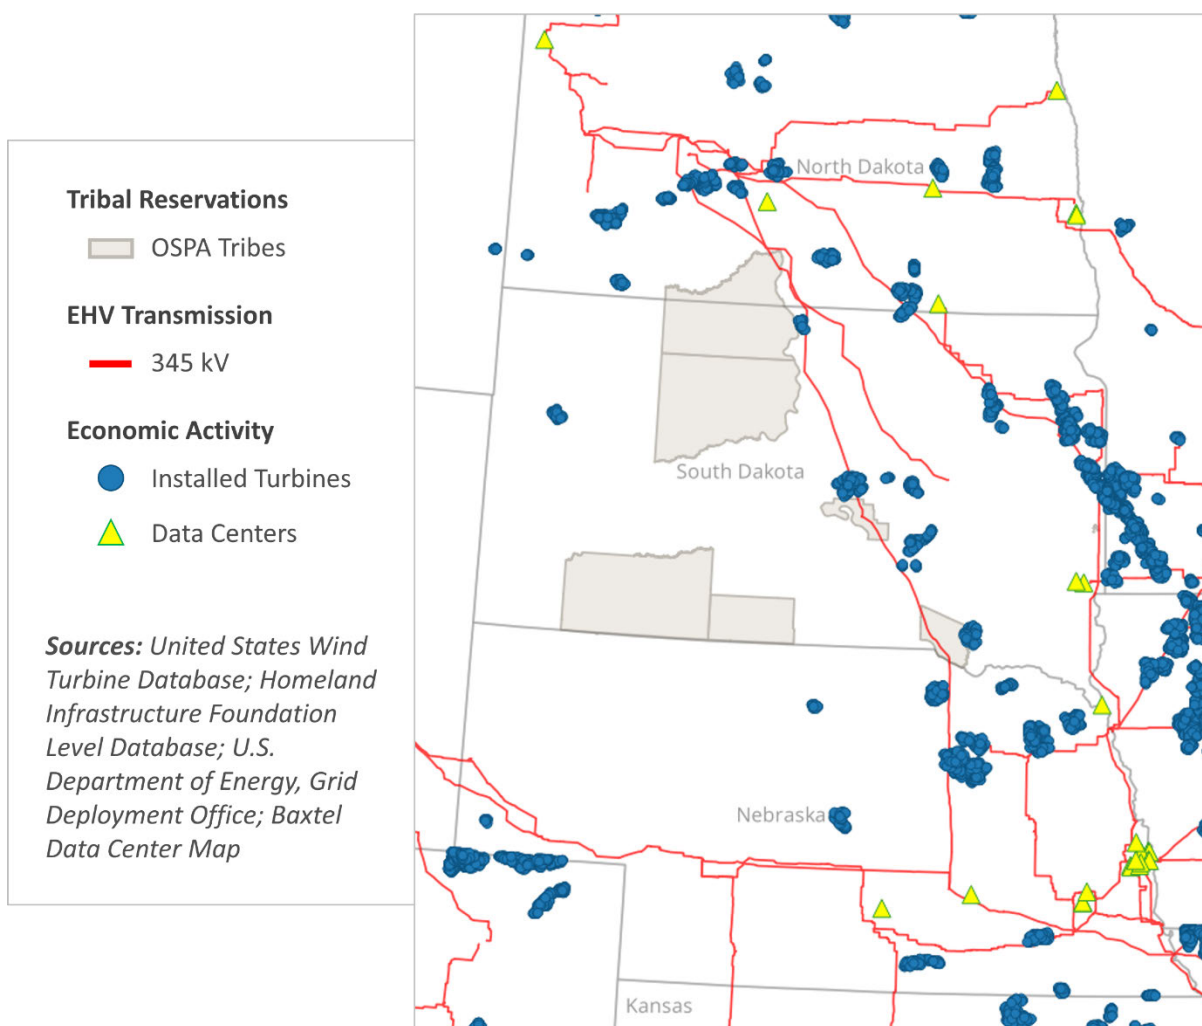 Tribal Reservations
OSPA Tribes
EHV Transmission
345 kV
Economic Activity
Installed Turbines
Data Centers
Sources: United States Wind
Turbine Database; Homeland
Infrastructure Foundation
Level Database; U.S.
Department of Energy, Grid
Deployment Office; Baxtel
Data Center Map
North Dakota
South Dakota
Nebraska
Kansas